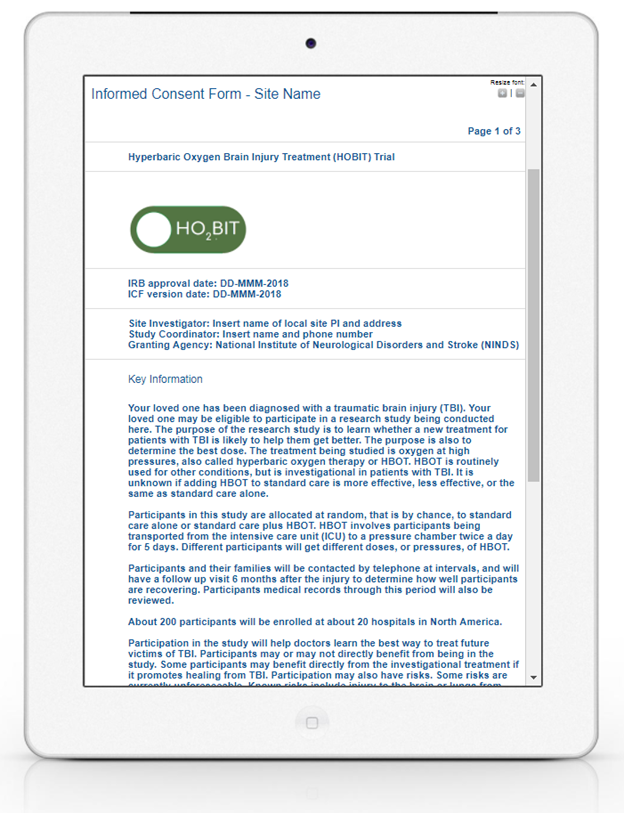 Resize font:
Informed Consent Form - Site Name
Page 1 of 3
Hyperbaric Oxygen Brain Injury Treatment (HOBIT) Trial
HO2BIT
IRB approval date: DD-MMM-2018
ICF version date: DD-MMM-2018
Site Investigator: Insert name of local site PI and address
Study Coordinator: Insert name and phone number
Granting Agency: National Institute of Neurological Disorders and Stroke (NINDS)
Key Information
Your loved one has been diagnosed with a traumatic brain injury (TBI). Your
loved one may be eligible to participate in a research study being conducted
here. The purpose of the research study is to learn whether a new treatment for
patients with TBI is likely to help them get better. The purpose is also to
determine the best dose. The treatment being studied is oxygen at high
pressures, also called hyperbaric oxygen therapy or HBOT. HBOT is routinely
used for other conditions, but is investigational in patients with TBI. It is
unknown if adding HBOT to standard care is more effective, less effective, or the
same as standard care alone.
Participants in this study are allocated at random, that is by chance, to standard
care alone or standard care plus HBOT. HBOT involves participants being
transported from the intensive care unit (ICU) to a pressure chamber twice a day
for 5 days. Different participants will get different doses, or pressures, of HBOT.
Participants and their families will be contacted by telephone at intervals, and will
have a follow up visit 6 months after the injury to determine how well participants
are recovering. Participants medical records through this period will also be
reviewed.
About 200 participants will be enrolled at about 20 hospitals in North America.
Participation in the study will help doctors learn the best way to treat future
victims of TBI. Participants may or may not directly benefit from being in the
study. Some participants may benefit directly from the investigational treatment if
it promotes healing from TBI. Participation may also have risks. Some risks are
currently unforeseeable. Known risks include injury to the brain or lungs from